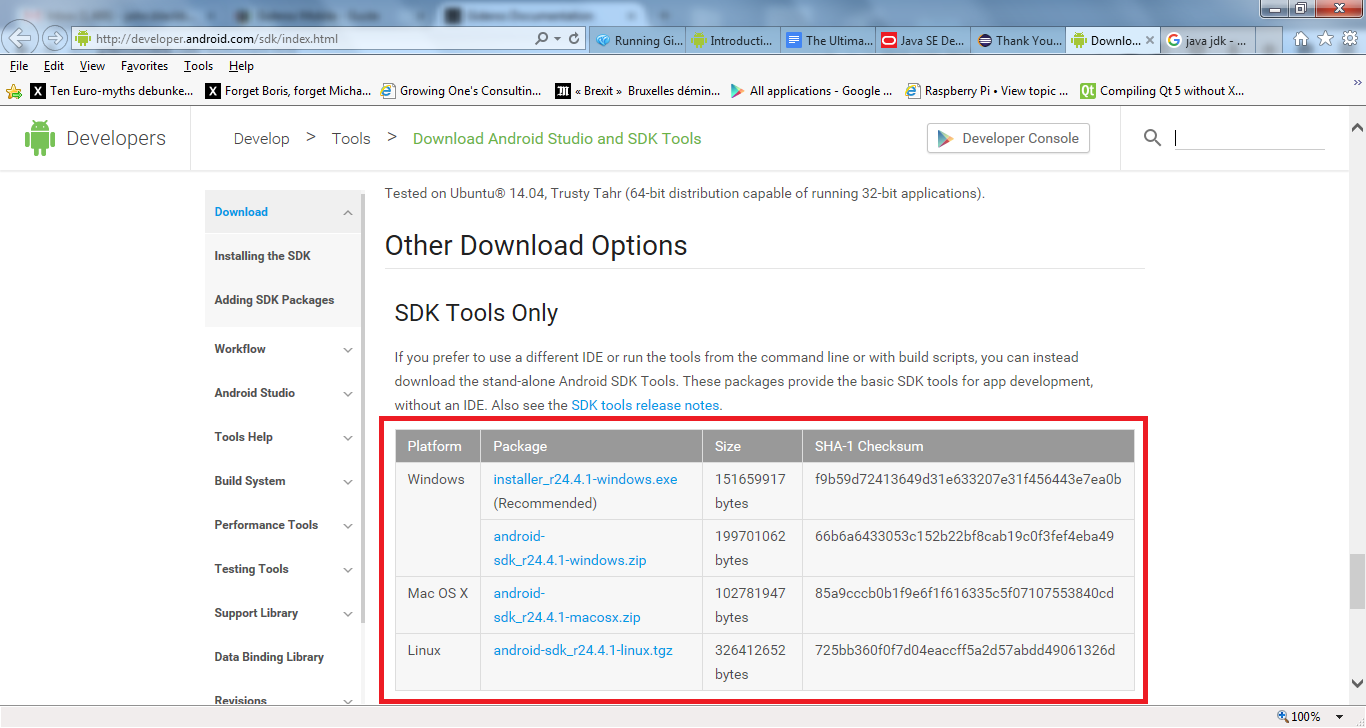 http://developer.android.com/sdk/index.html
Running Gi...
Introducti...
The Ultima...
Java SE De...
Thank You...
Downlo...
java jdk - ...
File Edit View Favorites Tools Help
Ten Euro-myths debunke...
Forget Boris, forget Micha...
Growing One's Consultin...
« Brexit » Bruxelles démin...
All applications - Google ...
Raspberry Pi • View topic ...
Compiling Qt 5 without X...
Developers
Develop > Tools > Download Android Studio and SDK Tools
Developer Console
Download
Installing the SDK
Adding SDK Packages
Workflow
Android Studio
Tools Help
Build System
Performance Tools
Testing Tools
Support Library
Data Binding Library
Revisions
Tested on Ubuntu® 14.04, Trusty Tahr (64-bit distribution capable of running 32-bit applications).
Other Download Options
SDK Tools Only
If you prefer to use a different IDE or run the tools from the command line or with build scripts, you can instead
download the stand-alone Android SDK Tools. These packages provide the basic SDK tools for app development,
without an IDE. Also see the SDK tools release notes.
Platform Package Size SHA-1 Checksum
Windows installer_r24.4.1-windows.exe 151659917 f9b59d72413649d31e633207e31f456443e7ea0b
(Recommended) bytes
android- 199701062 66b6a6433053c152b22bf8cab19c0f3fef4eba49
sdk_r24.4.1-windows.zip bytes
Mac OS X android- 102781947 85a9cccb0b1f9e6f1f616335c5f07107553840cd
sdk_r24.4.1-macosx.zip bytes
Linux android-sdk_r24.4.1-linux.tgz 326412652 725bb360f0f7d04eaccff5a2d57abdd49061326d
bytes
100%